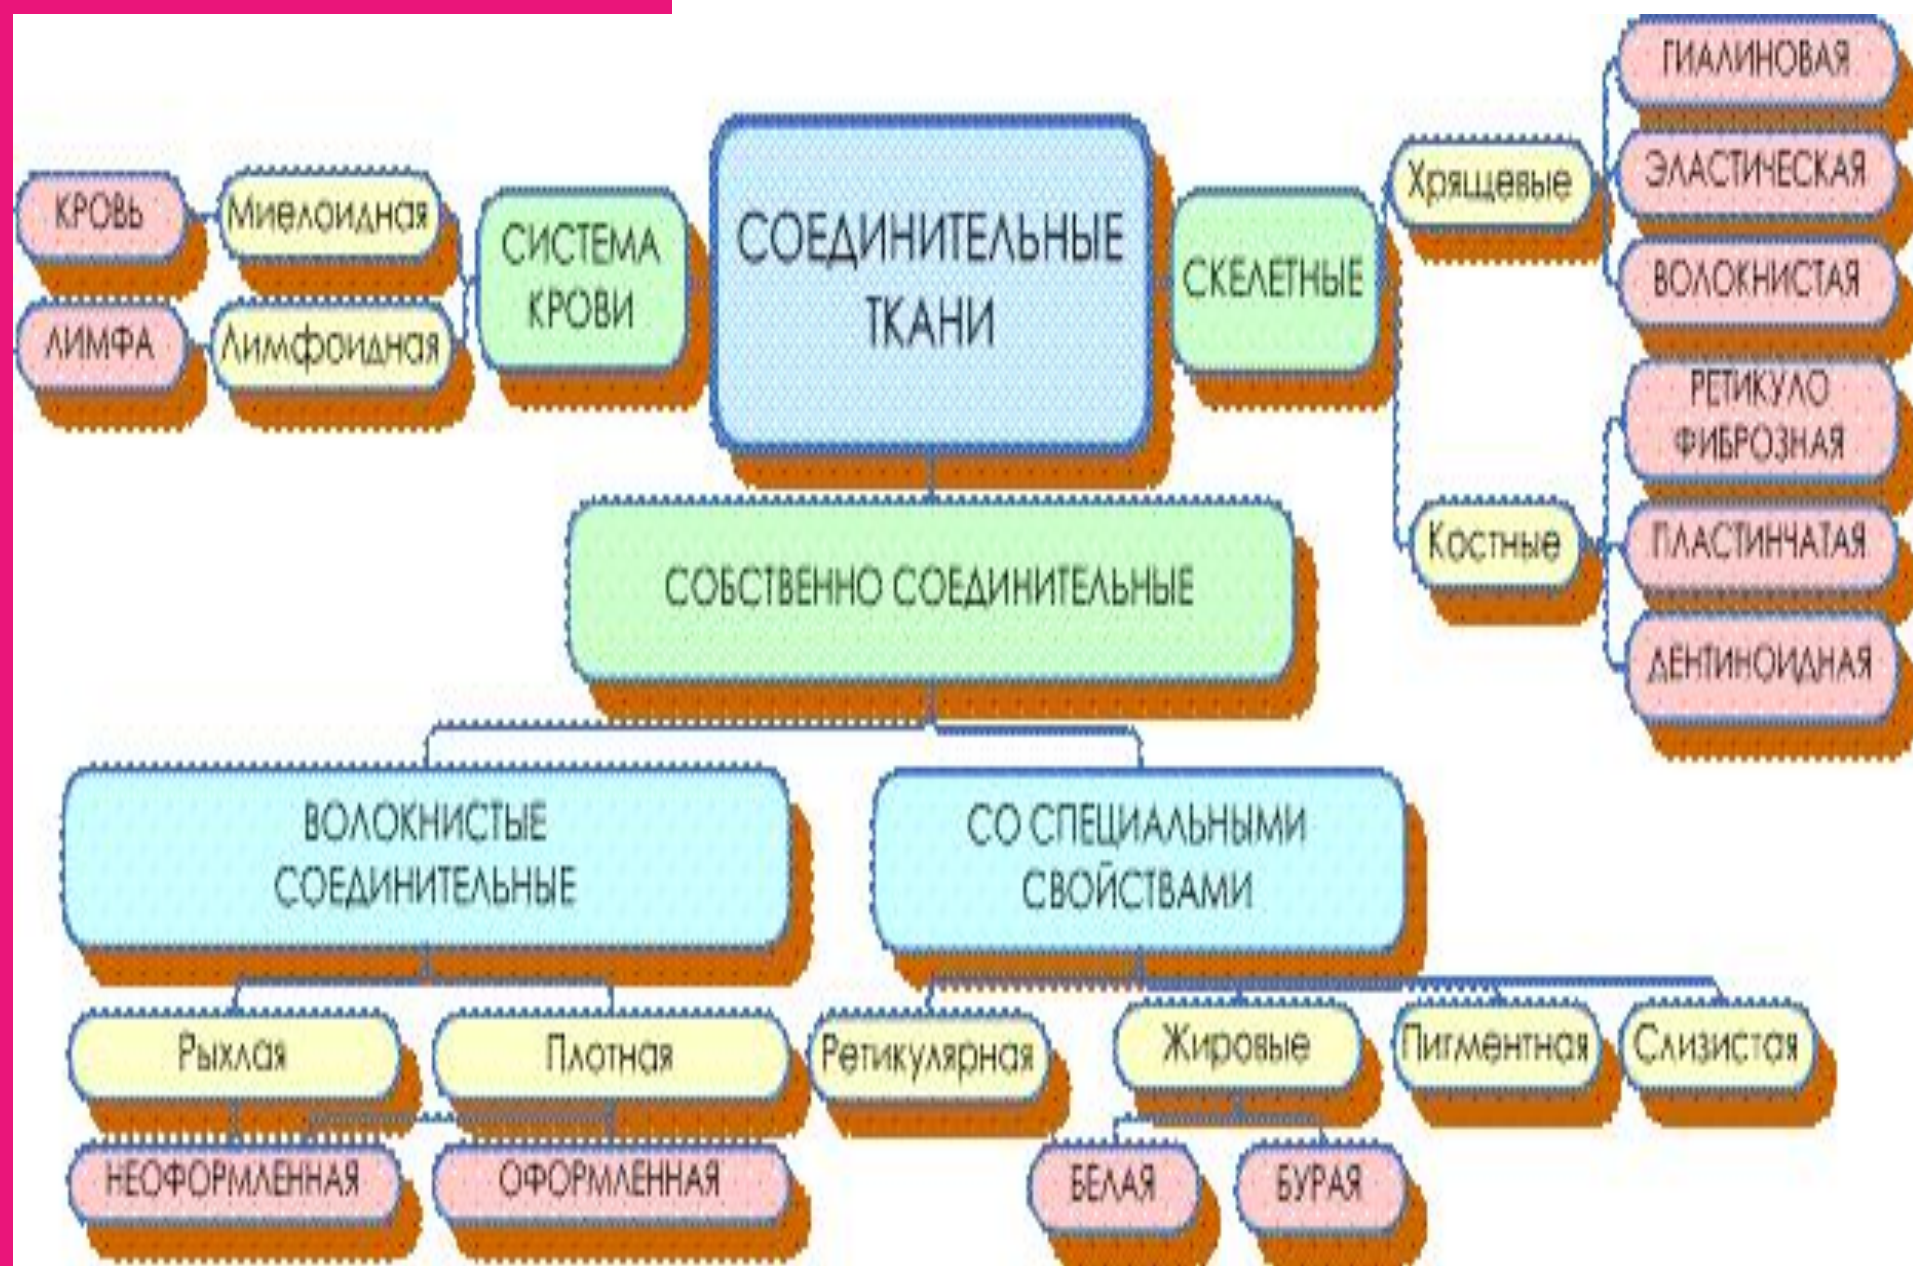 СОЕДИНИТЕЛЬНЫЕ
ТКАНИ
СИСТЕМА
КРОВИ
Миелоидная
КРОВЬ
Лимфоидная
ЛИМФА
СКЕЛЕТНЫЕ
Хрящевые
ГИАЛИНОВАЯ
ЭЛАСТИЧЕСКАЯ
ВОЛОКНИСТАЯ
Костные
РЕТИКУЛО
ФИБРОЗНАЯ
ПЛАСТИНЧАТАЯ
ДЕНТИНОИДНАЯ
СОБСТВЕННО СОЕДИНИТЕЛЬНЫЕ
ВОЛОКНИСТЫЕ
СОЕДИНИТЕЛЬНЫЕ
СО СПЕЦИАЛЬНЫМИ
СВОЙСТВАМИ
Рыхлая
Плотная
Ретикулярная
Жировые
Пигментная
Слизистая
НЕОФОРМЛЕННАЯ
ОФОРМЛЕННАЯ
БЕЛАЯ
БУРАЯ